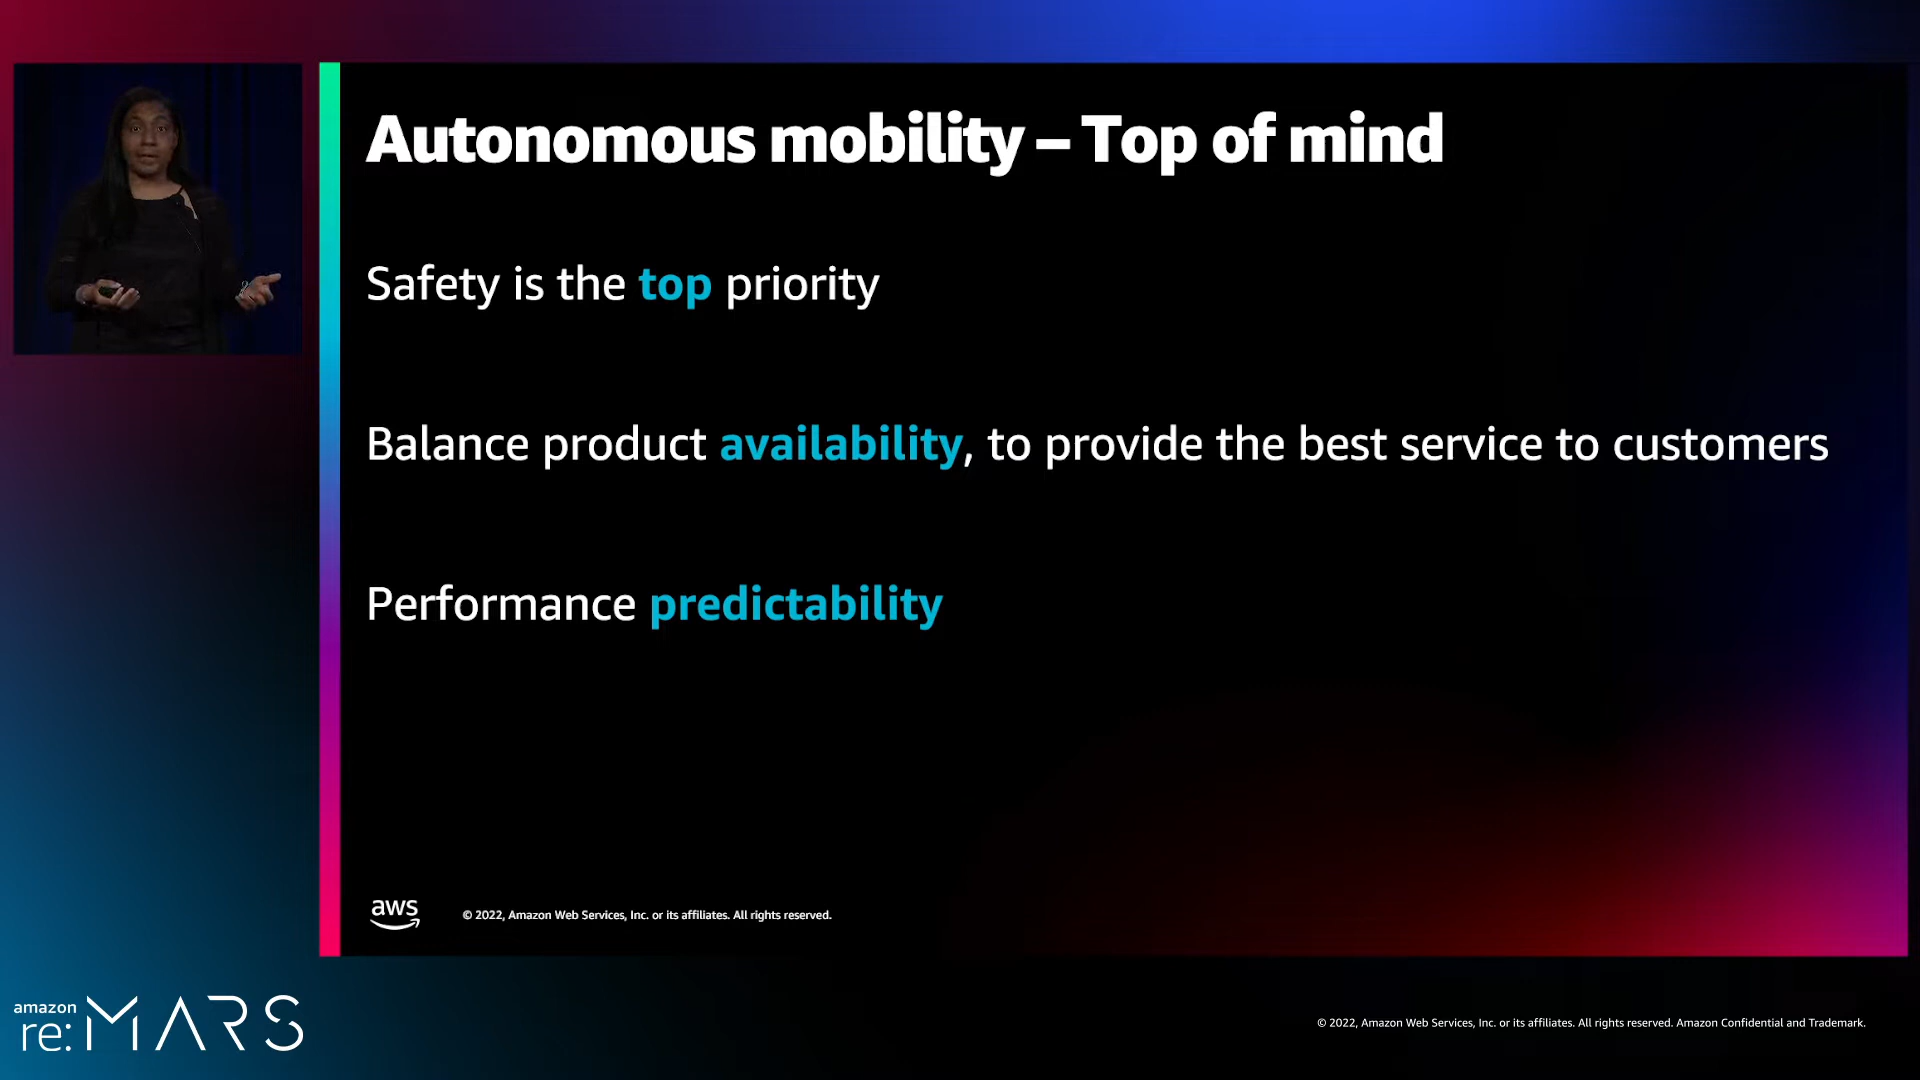 Autonomous mobility – Top of mind
Safety is the top priority
Balance product availability, to provide the best service to customers
Performance predictability
aws
© 2022, Amazon Web Services, Inc. or its affiliates. All rights reserved.
amazon
re:MARS
© 2022, Amazon Web Services, Inc. or its affiliates. All rights reserved. Amazon Confidential and Trademark.